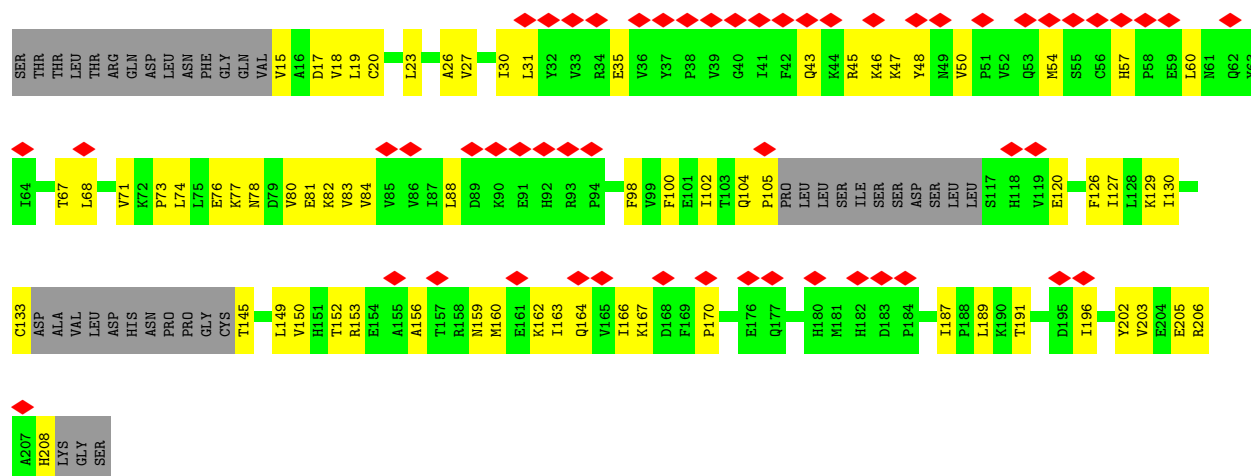 SER THR THR LEU THR ARG GLN ASP LEU ASN PHE GLY GLN VAL V15 A16 D17 V18 L19 C20 L23 A26 V27 I30 L31 Y32 V33 R34 E35 V36 Y37 P38 V39 G40 I41 F42 Q43 K44 R45 K46 K47 Y48 N49 V50 P51 V52 Q53 M54 S55 C56 H57 P58 E59 L60 N61 Q62
I64 T67 L68 V71 K72 P73 L74 L75 E76 K77 N78 D79 V80 E81 K82 V83 V84 V85 V86 I87 L88 D89 K90 E91 H92 R93 P94 F98 V99 F100 E101 I102 T103 Q104 P105 PRO LEU LEU SER ILE SER SER ASP SER LEU LEU S117 H118 V119 E120 F126 I127 L128 K129 I130
C133 ASP ALA VAL LEU ASP HIS ASN PRO PRO GLY CYS T145 L149 V150 H151 T152 R153 E154 A155 A156 T157 R158 N159 M160 E161 K162 I163 Q164 V165 I166 K167 D168 F169 P170 E176 Q177 H180 M181 H182 D183 P184 I187 P188 L189 K190 T191 D195 I196 Y202 V203 E204 E205 R206
A207 H208 LYS GLY SER